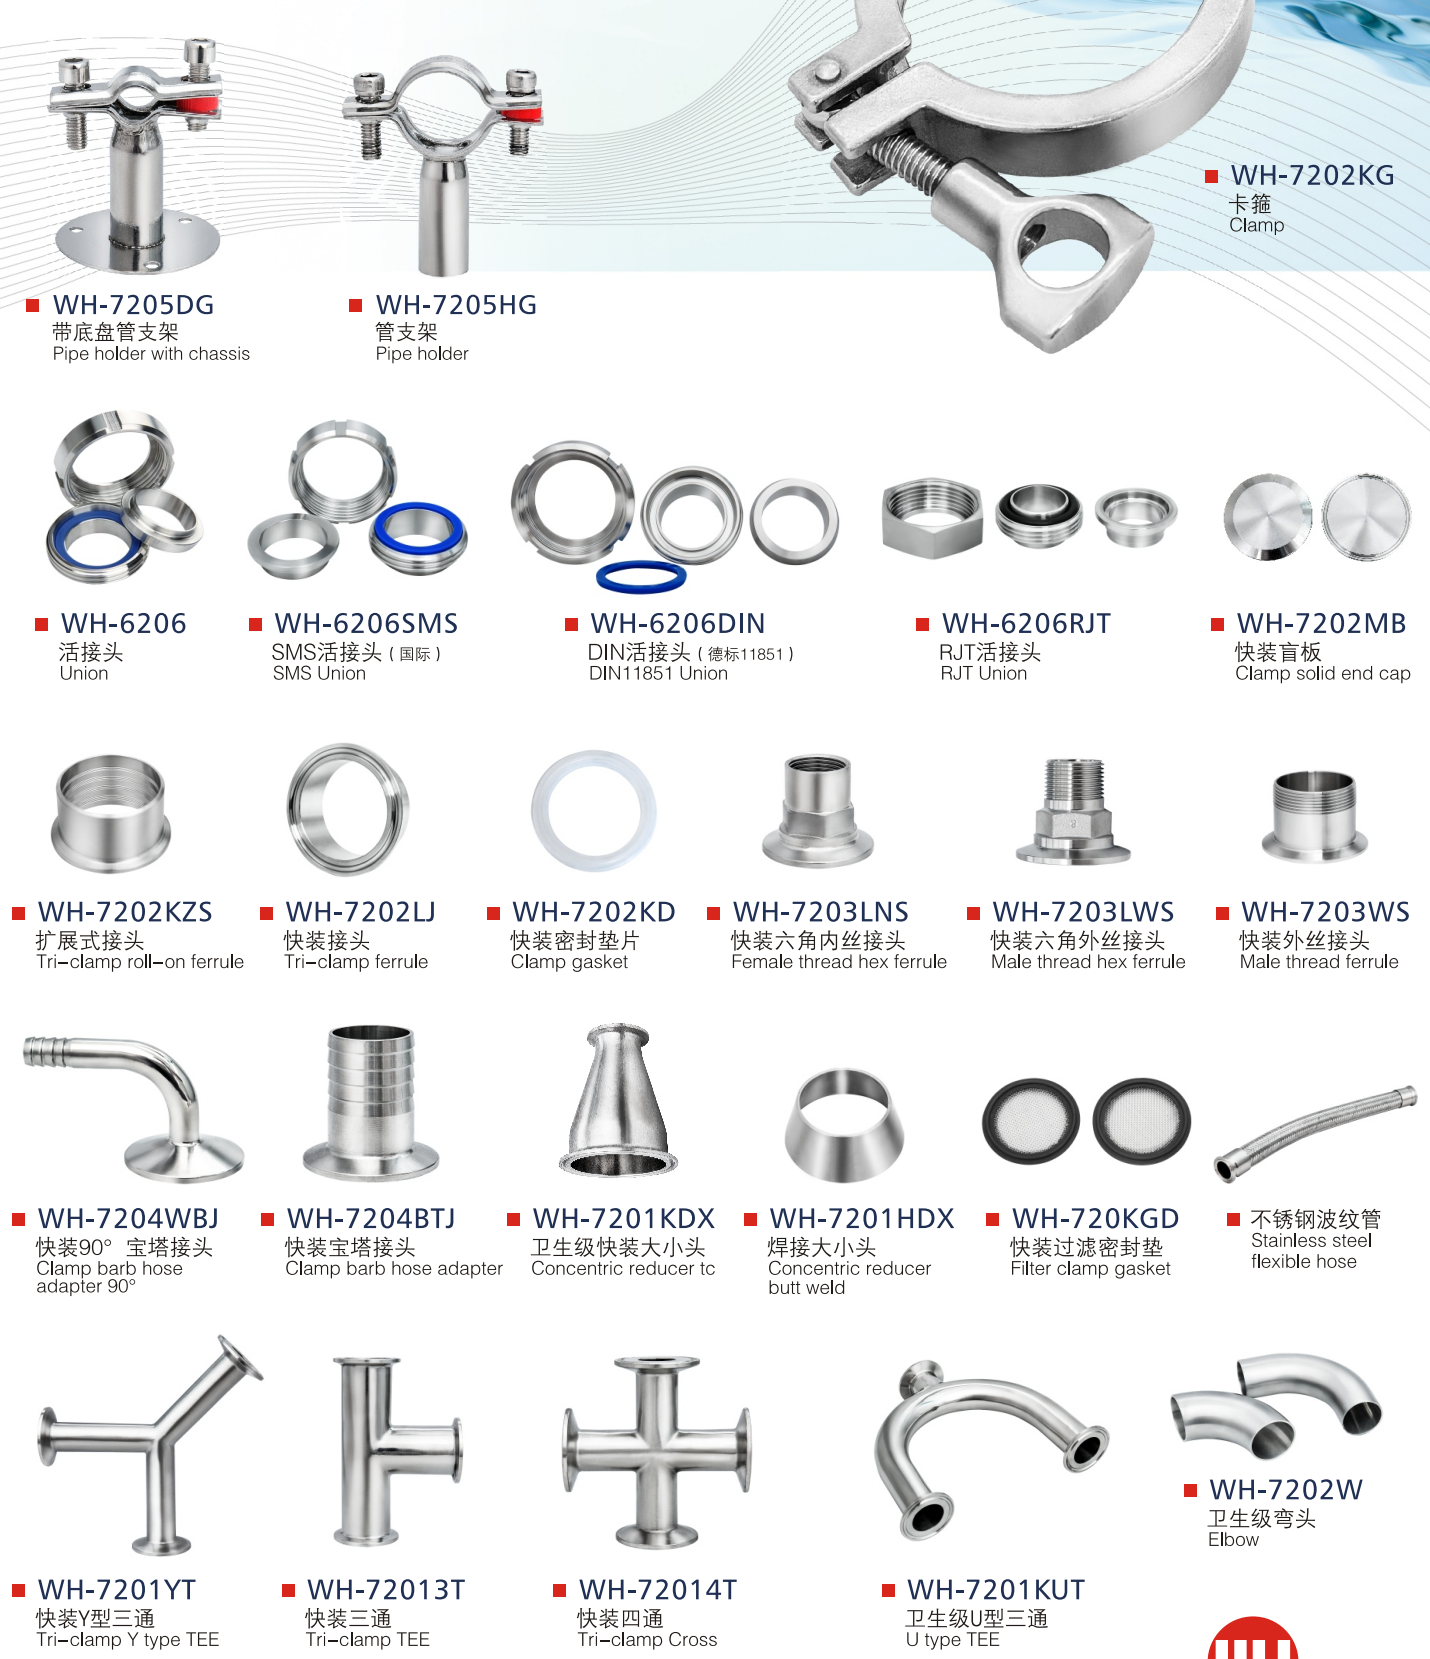 WH-7202KG
卡箍
Clamp
WH-7205DG
带底盘管支架
Pipe holder with chassis
WH-7205HG
管支架
Pipe holder
WH-6206
活接头
Union
WH-6206SMS
SMS活接头（国际）
SMS Union
WH-6206DIN
DIN活接头（德标11851）
DIN11851 Union
WH-6206RJT
RJT活接头
RJT Union
WH-7202MB
快装盲板
Clamp solid end cap
WH-7202KZS
扩展式接头
Tri-clamp roll-on ferrule
WH-7202LJ
快装接头
Tri-clamp ferrule
WH-7202KD
快装密封垫片
Clamp gasket
WH-7203LNS
快装六角内丝接头
Female thread hex ferrule
WH-7203LWS
快装六角外丝接头
Male thread hex ferrule
WH-7203WS
快装外丝接头
Male thread ferrule
WH-7204WBJ
快装90° 宝塔接头
Clamp barb hose
adapter 90°
WH-7204BTJ
快装宝塔接头
Clamp barb hose adapter
WH-7201KDX
卫生级快装大小头
Concentric reducer tc
WH-7201HDX
焊接大小头
Concentric reducer
butt weld
WH-720KGD
快装过滤密封垫
Filter clamp gasket
不锈钢波纹管
Stainless steel
flexible hose
WH-7202W
卫生级弯头
Elbow
WH-7201YT
快装Y型三通
Tri-clamp Y type TEE
WH-72013T
快装三通
Tri-clamp TEE
WH-72014T
快装四通
Tri-clamp Cross
WH-7201KUT
卫生级U型三通
U type TEE